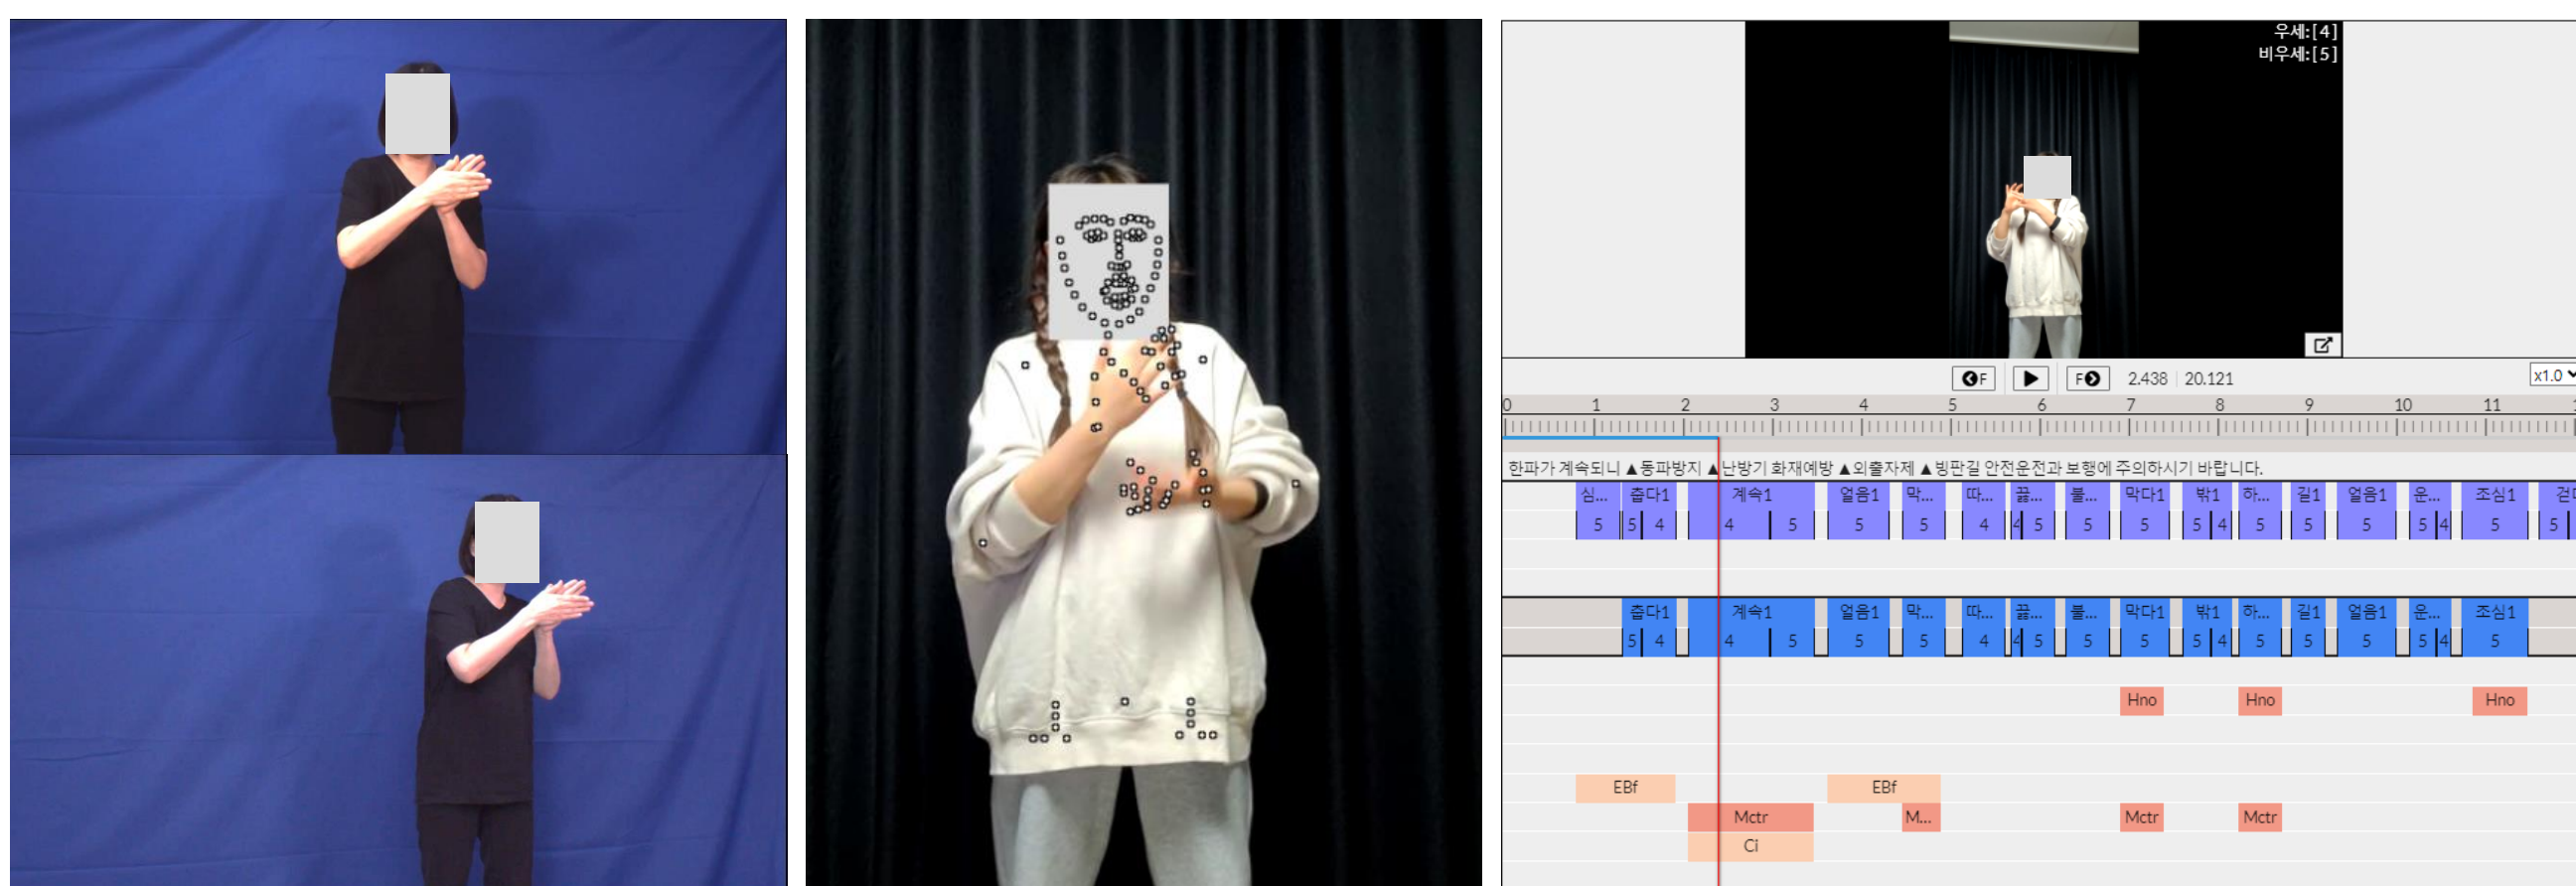 우세:[4]
비우세:[5]
F F 2.438 20.121 x1.0
0 1 2 3 4 5 6 7 8 9 10 11
한파가 계속되니 ▲동파방지 ▲난방기 화재예방 ▲외출자제 ▲빙판길 안전운전과 보행에 주의하시기 바랍니다.
심... 춥다1 계속1 얼음1 막... 따... 끓... 불... 막다1 밖1 하... 길1 얼음1 운... 조심1
5 5 4 4 5 5 5 4 4 5 5 5 5 4 5 5 5 5 4 5 5
춥다1 계속1 얼음1 막... 따... 끓... 불... 막다1 밖1 하... 길1 얼음1 운... 조심1
5 4 4 5 5 5 4 4 5 5 5 5 4 5 5 5 5 4 5
Hno Hno Hno
EBf EBf
Mctr M... Mctr Mctr
Ci